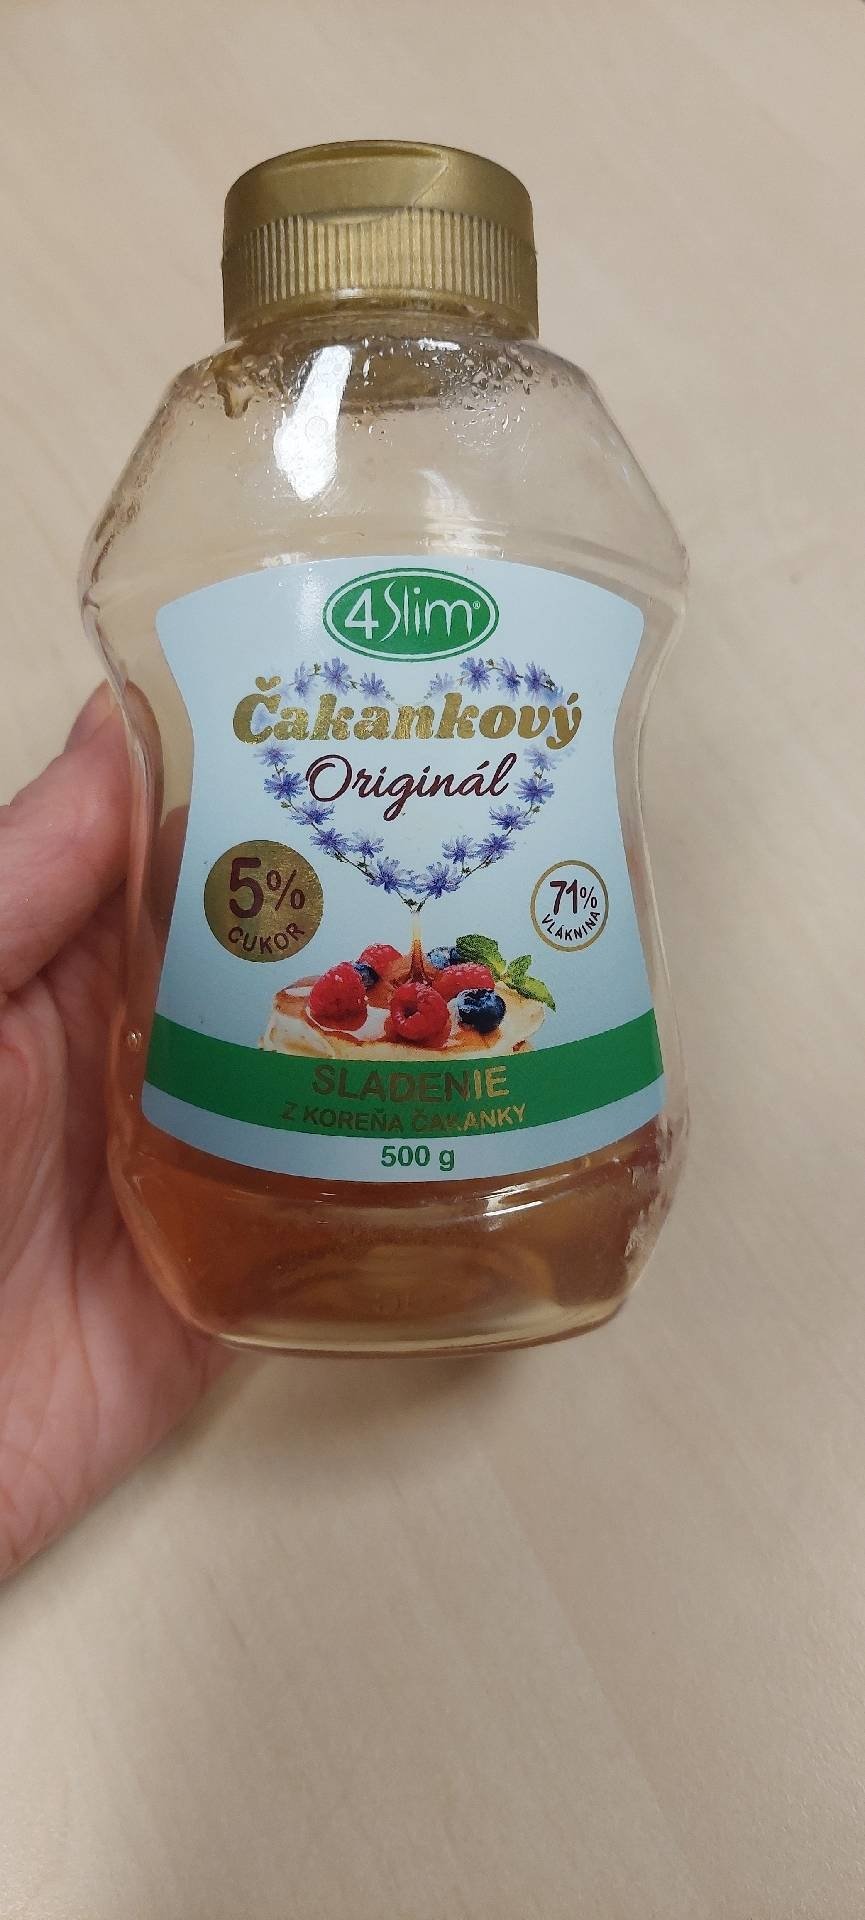 4Slim®
Čakankový
Originál
5%
CUKOR
71%
VLÁKNINA
SLADENIE
Z KOREŇA ČAKANKY
500 g